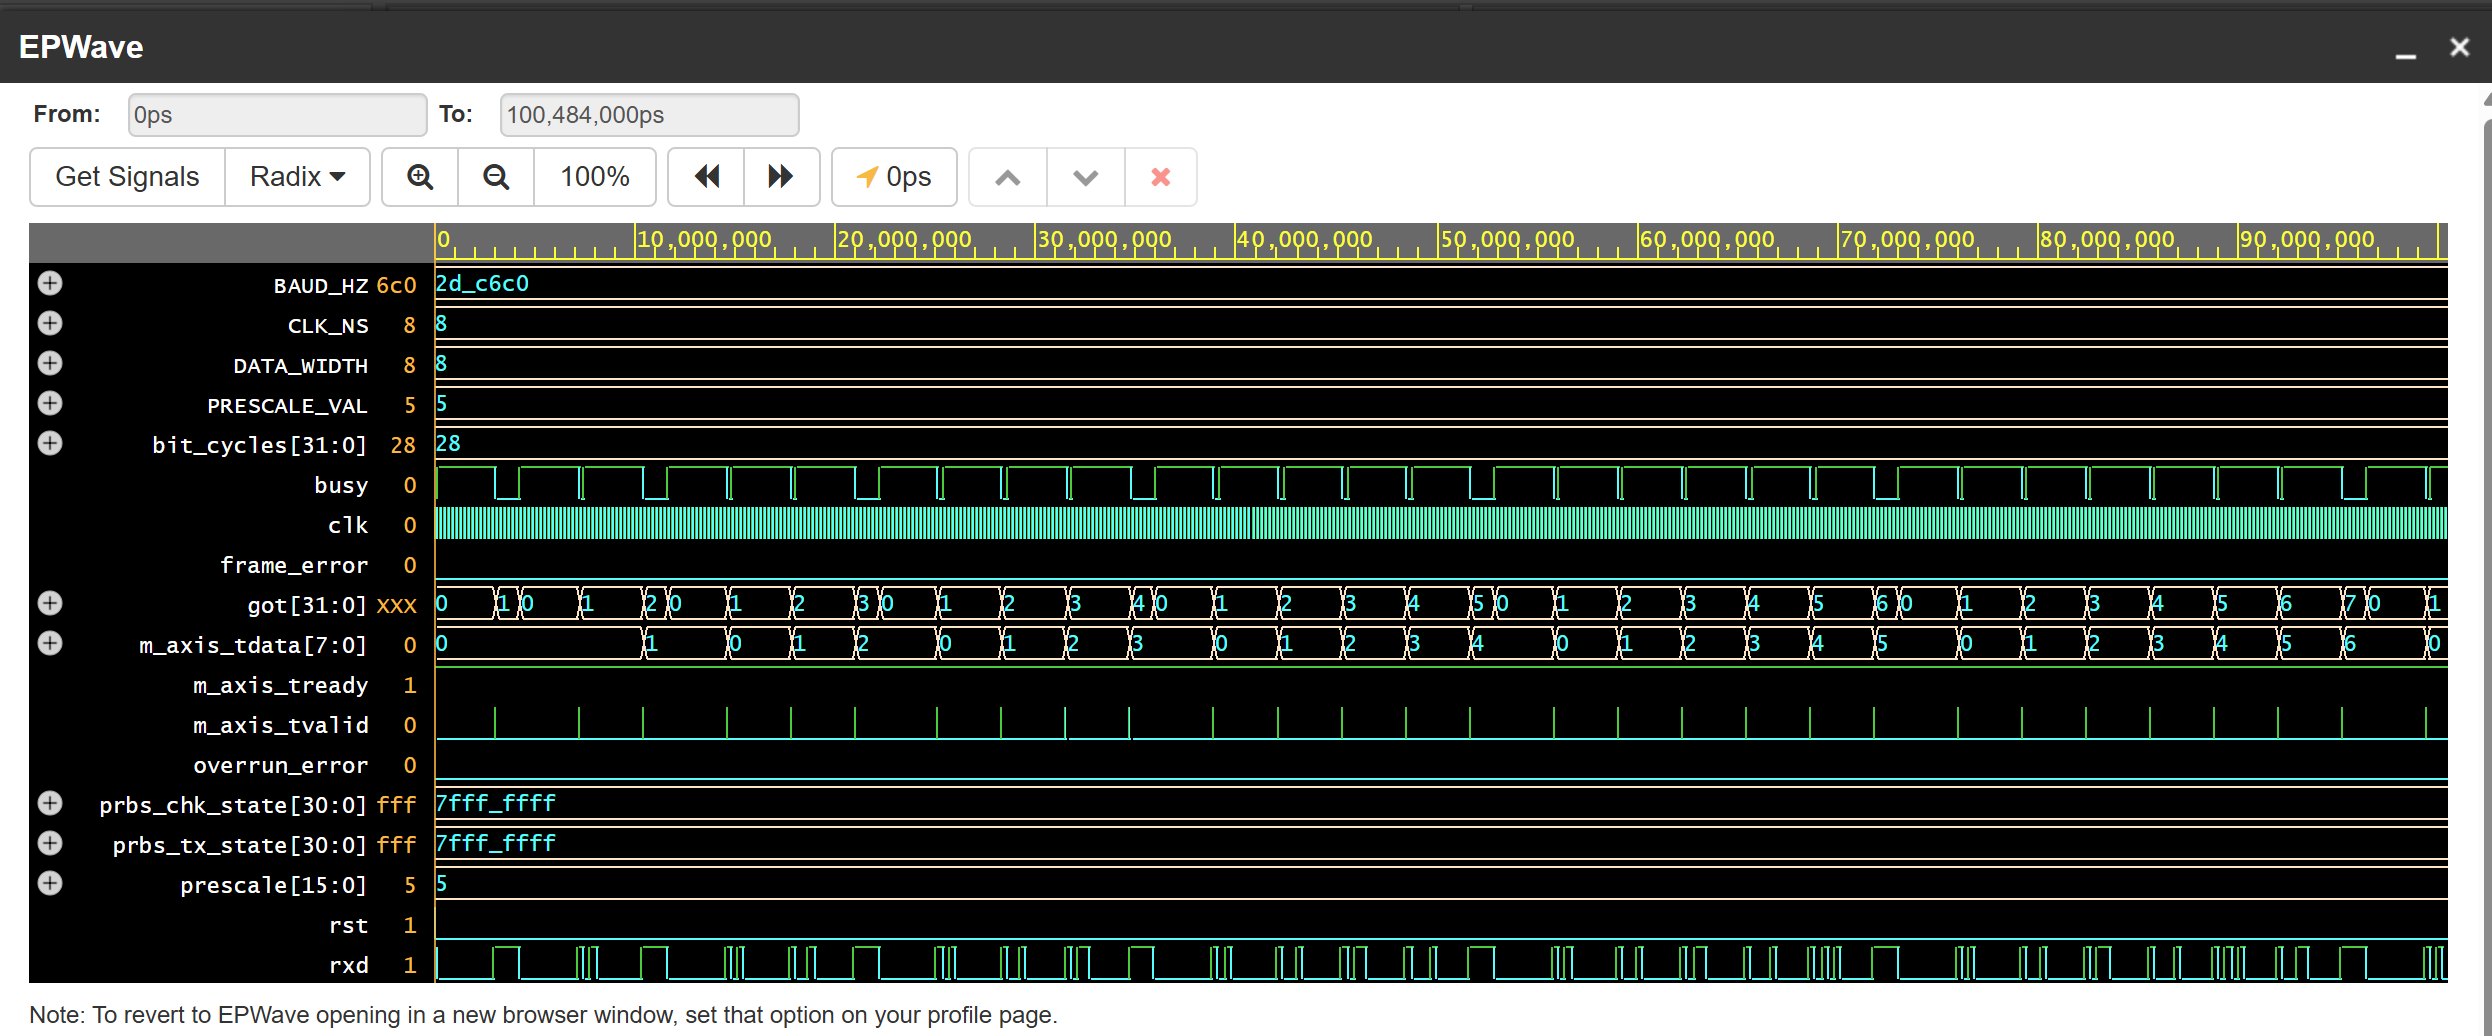 EPWave
From: 0ps To: 100,484,000ps
Get Signals Radix 100% 0ps
0 10,000,000 20,000,000 30,000,000 40,000,000 50,000,000 60,000,000 70,000,000 80,000,000 90,000,000
BAUD_HZ 6c0 2d_c6c0
CLK_NS 8 8
DATA_WIDTH 8 8
PRESCALE_VAL 5 5
bit_cycles[31:0] 28 28
busy 0
clk 0
frame_error 0
got[31:0] xxx 0 1 0 1 2 0 1 2 3 0 1 2 3 4 0 1 2 3 4 5 0 1 2 3 4 5 6 0 1 2 3 4 5 6 7 0 1
m_axis_tdata[7:0] 0 0 1 0 1 2 0 1 2 3 0 1 2 3 4 0 1 2 3 4 5 0 1 2 3 4 5 6 0
m_axis_tready 1
m_axis_tvalid 0
overrun_error 0
prbs_chk_state[30:0] fff 7fff_ffff
prbs_tx_state[30:0] fff 7fff_ffff
prescale[15:0] 5 5
rst 1
rxd 1
Note: To revert to EPWave opening in a new browser window, set that option on your profile page.